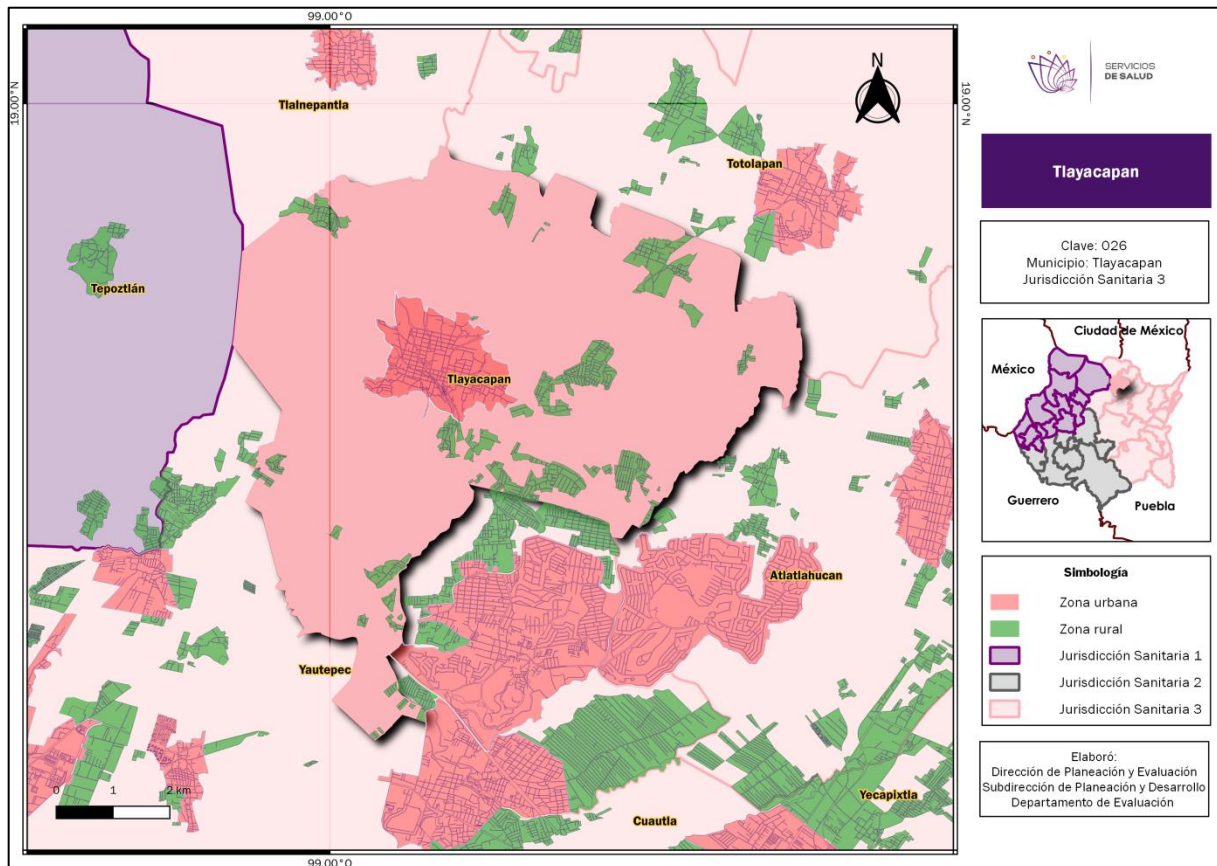 99.00°O
19.00°N
19.00°N
N
Tlalnepantla
Totolapan
Tepoztlán
Tlayacapan
Atlatlahucan
Yautepec
Yecapixtla
Cuautla
0 1 2 km
99.00°O
SERVICIOS
DE SALUD
Tlayacapan
Clave: 026
Municipio: Tlayacapan
Jurisdicción Sanitaria 3
Ciudad de México
México
Guerrero
Puebla
Simbología
Zona urbana
Zona rural
Jurisdicción Sanitaria 1
Jurisdicción Sanitaria 2
Jurisdicción Sanitaria 3
Elaboró:
Dirección de Planeación y Evaluación
Subdirección de Planeación y Desarrollo
Departamento de Evaluación